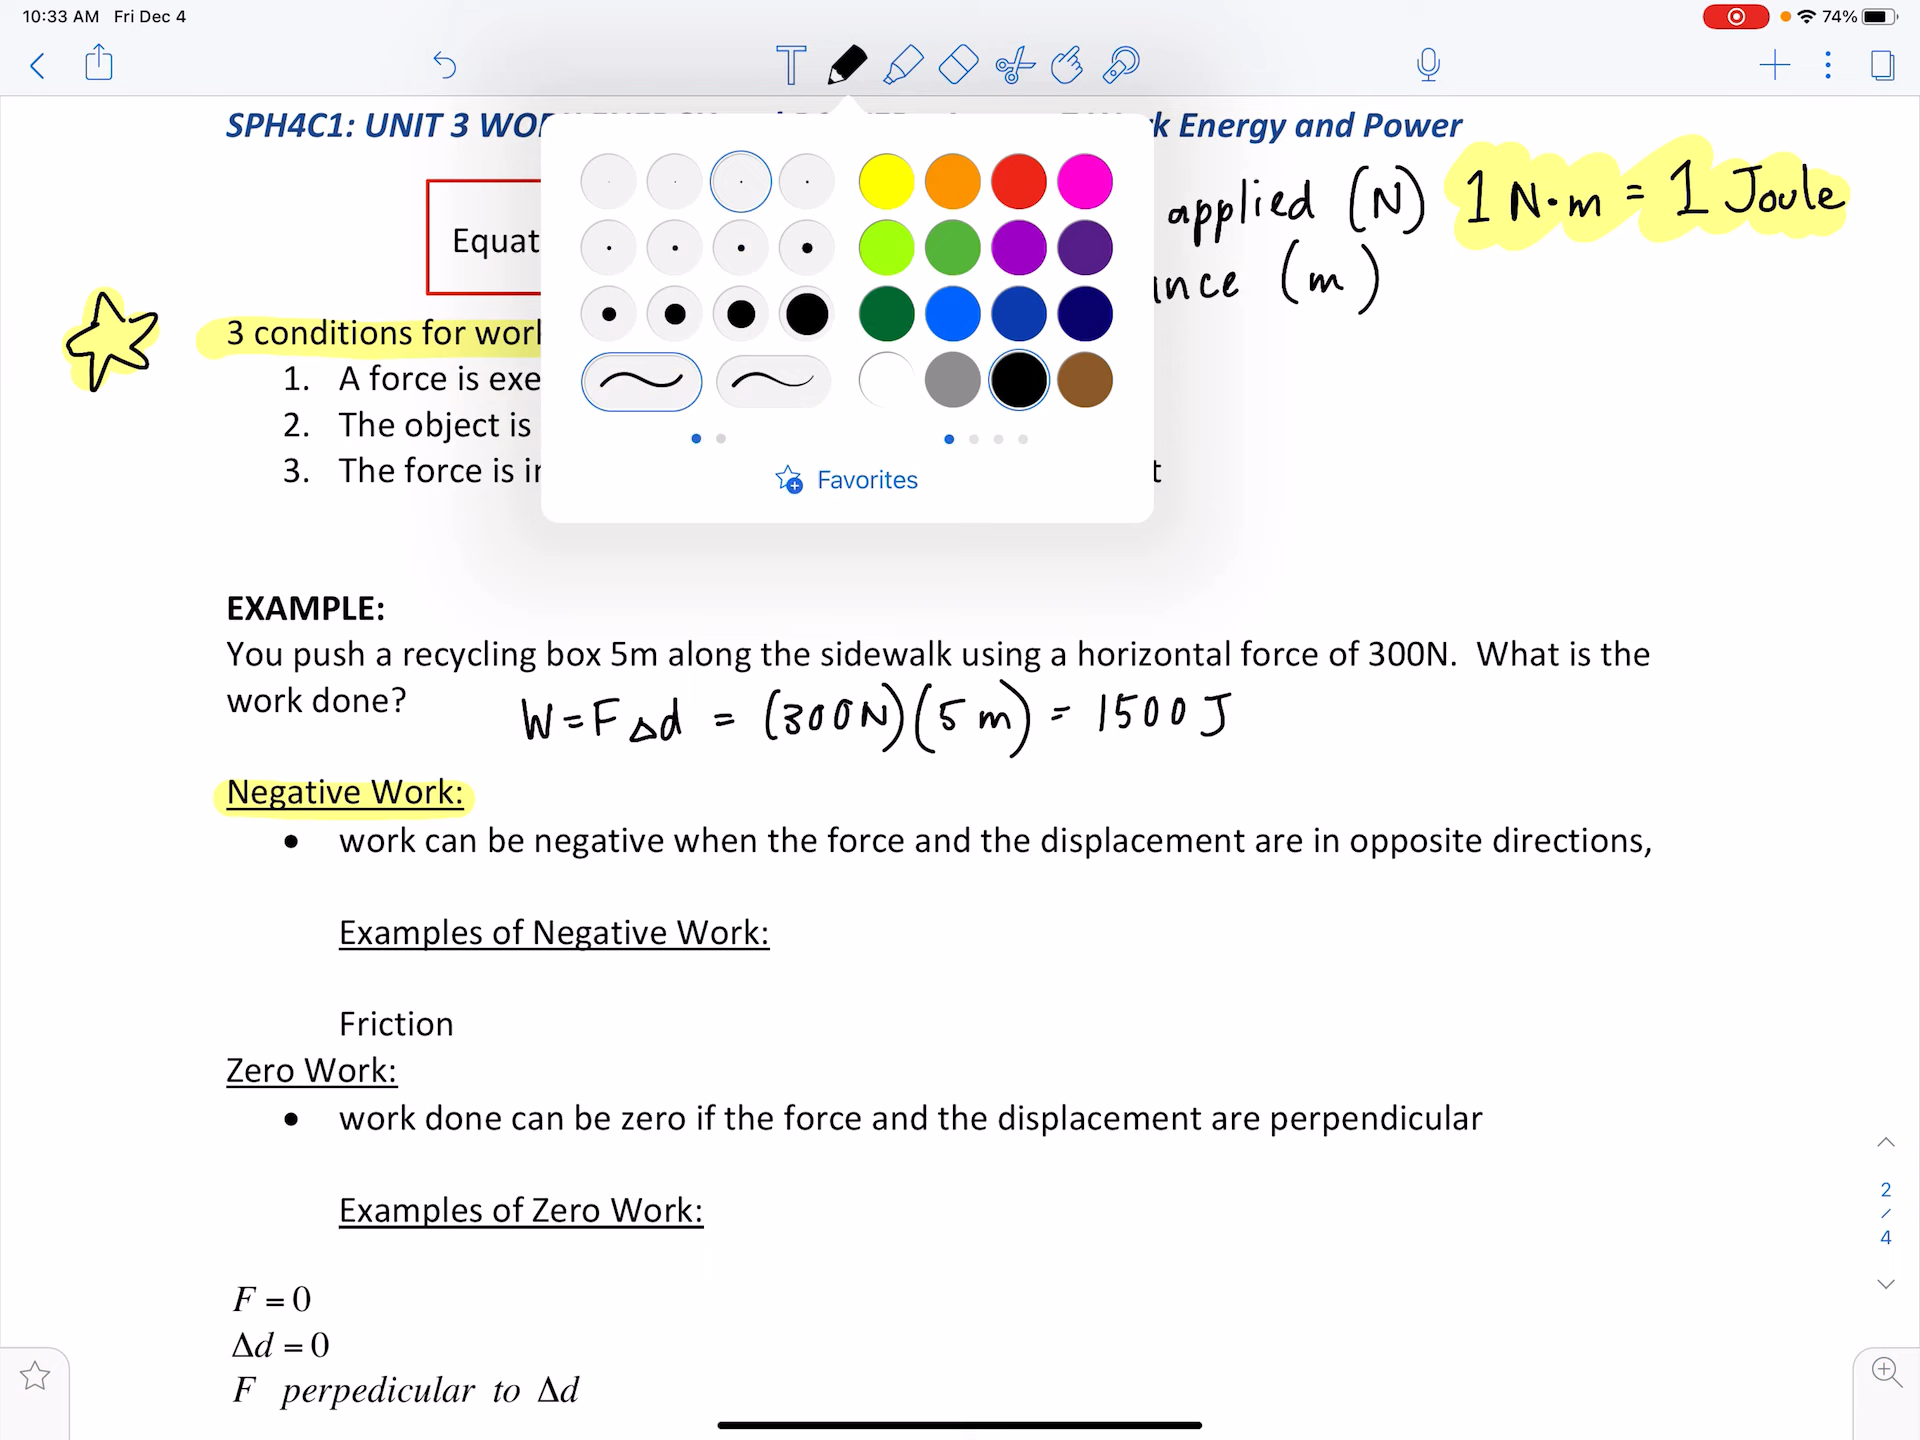 10:33 AM Fri Dec 4
74%
SPH4C1: UNIT 3 Energy and Power
applied (N) 1 N·m = 1 Joule
Equat
(m)
3 conditions for
1. A force is
2. The object is
3. The force is
Favorites
EXAMPLE:
You push a recycling box 5m along the sidewalk using a horizontal force of 300N. What is the
work done?
W = F Δd = (300N)(5 m) = 1500 J
Negative Work:
• work can be negative when the force and the displacement are in opposite directions,
Examples of Negative Work:
Friction
Zero Work:
• work done can be zero if the force and the displacement are perpendicular
Examples of Zero Work:
2
/
4
F = 0
Δd = 0
F perpedicular to Δd